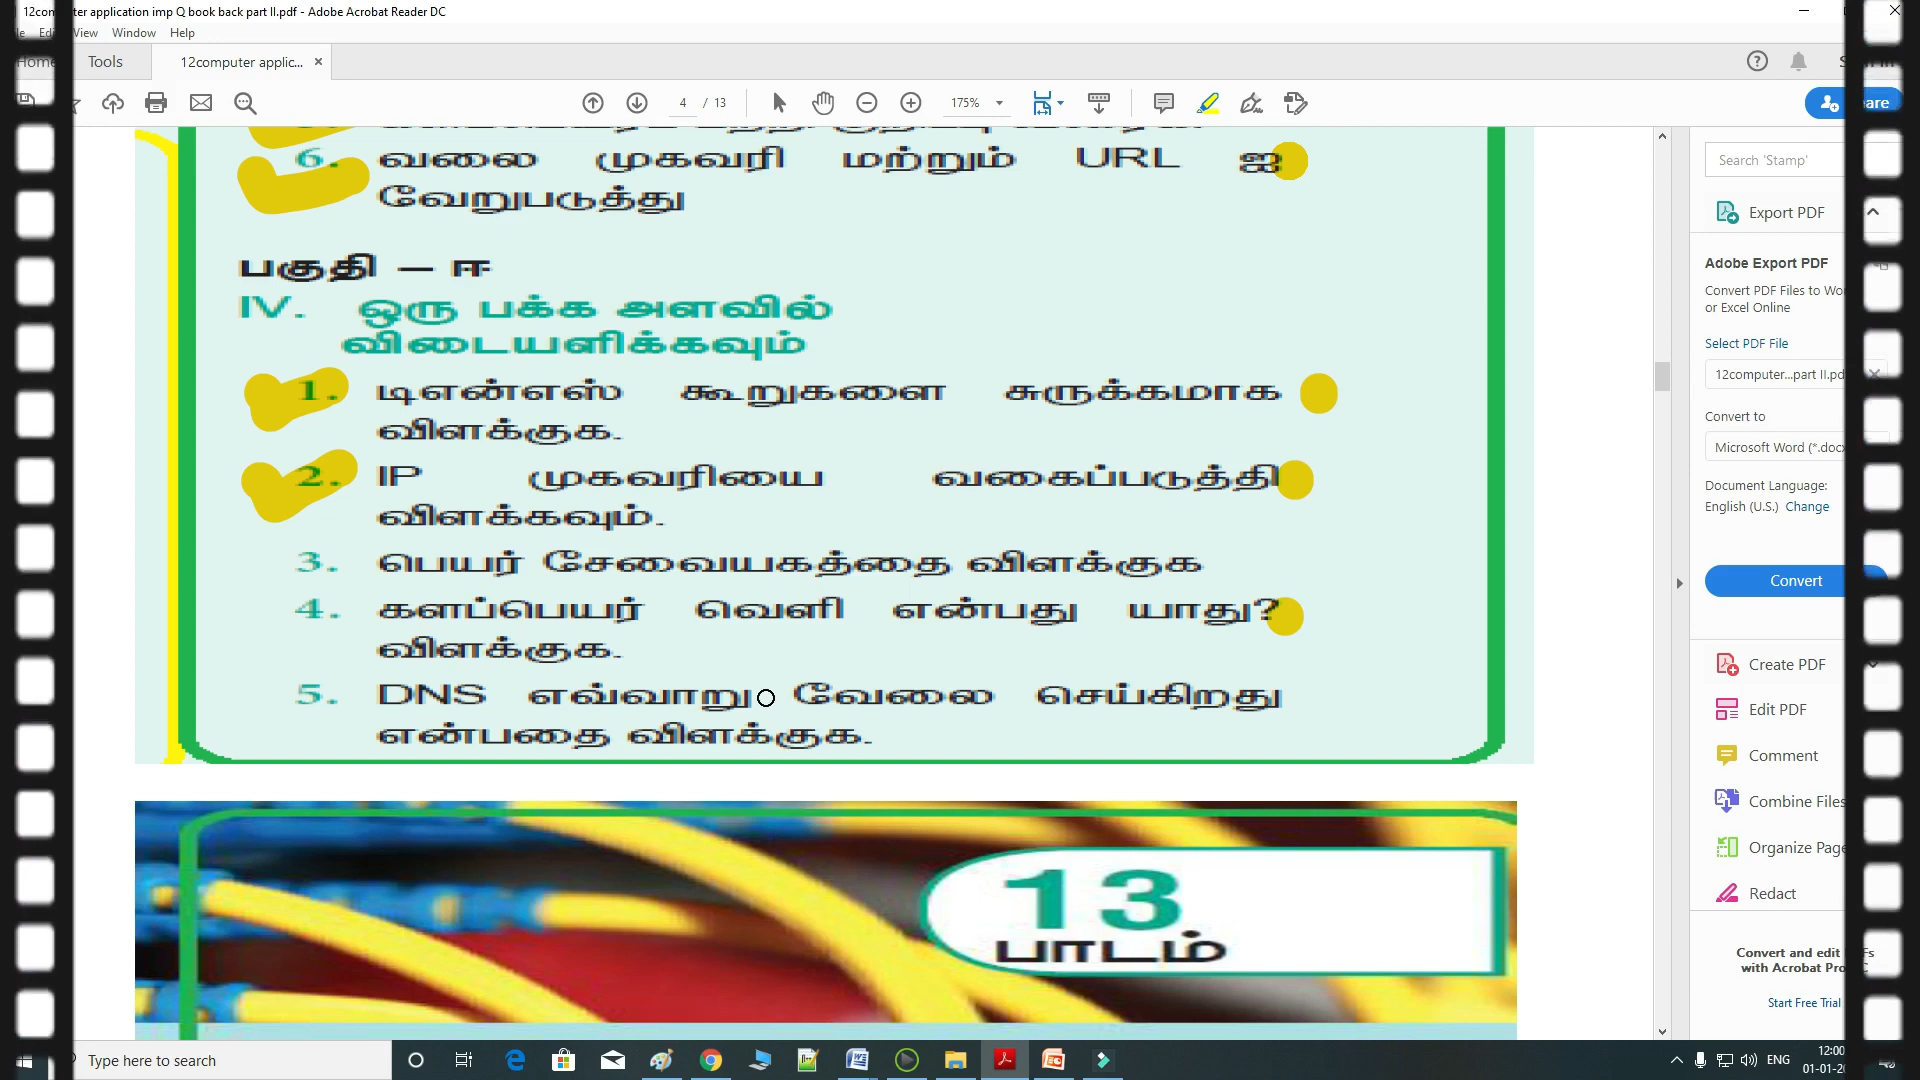 12com er application imp Q book back part II.pdf - Adobe Acrobat Reader DC
View Window Help
Home Tools 12computer applic... ×
4 / 13 175%
6. வலை முகவரி மற்றும் URL ஐ
வேறுபடுத்து
பகுதி – ஈ
IV. ஒரு பக்க அளவில்
விடையளிக்கவும்
1. டிஎன்எஸ் கூறுகளை சுருக்கமாக
விளக்குக.
2. IP முகவரியை வகைப்படுத்தி
விளக்கவும்.
3. பெயர் சேவையகத்தை விளக்குக
4. களப்பெயர் வெளி என்பது யாது?
விளக்குக.
5. DNS எவ்வாறு வேலை செய்கிறது
என்பதை விளக்குக.
13
பாடம்
Search 'Stamp'
Export PDF
Adobe Export PDF
Convert PDF Files to Wo
or Excel Online
Select PDF File
12computer...part II.pd
Convert to
Microsoft Word (*.docx
Document Language:
English (U.S.) Change
Convert
Create PDF
Edit PDF
Comment
Combine Files
Organize Page
Redact
Convert and edit Fs
with Acrobat Pro C
Start Free Trial
Type here to search
ENG
12:00
01-01-2